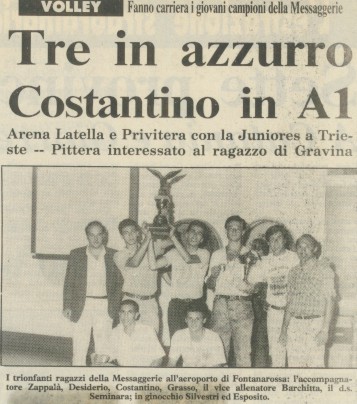 VOLLEY Fanno carriera i giovani campioni della Messaggerie
Tre in azzurro
Costantino in A1
Arena Latella e Privitera con la Juniores a Trie-
ste -- Pittera interessato al ragazzo di Gravina
I trionfanti ragazzi della Messaggerie all'aeroporto di Fontanarossa: l'accompagna-
tore Zappalà, Desiderio, Costantino, Grasso, il vice allenatore Barchitta, il d.s.
Seminara; in ginocchio Silvestri ed Esposito.